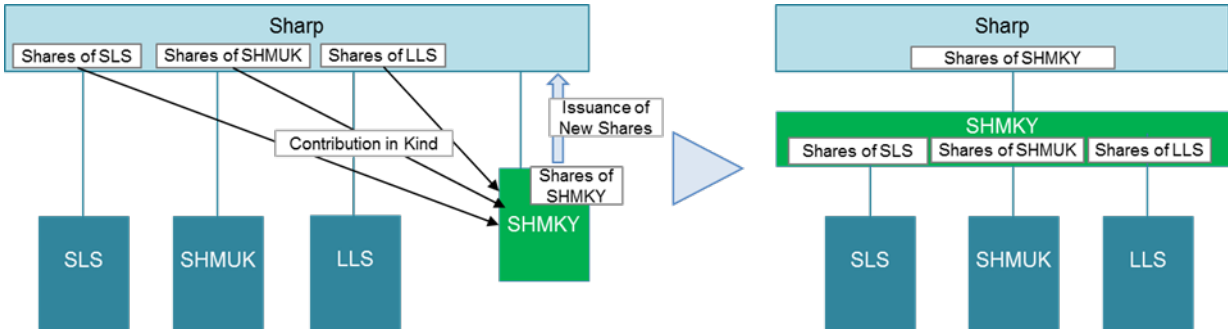 Sharp
Shares of SLS
Shares of SHMUK
Shares of LLS
Issuance of
New Shares
Contribution in Kind
Shares of
SHMKY
SHMKY
SLS
SHMUK
LLS
Sharp
Shares of SHMKY
SHMKY
Shares of SLS
Shares of SHMUK
Shares of LLS
SLS
SHMUK
LLS